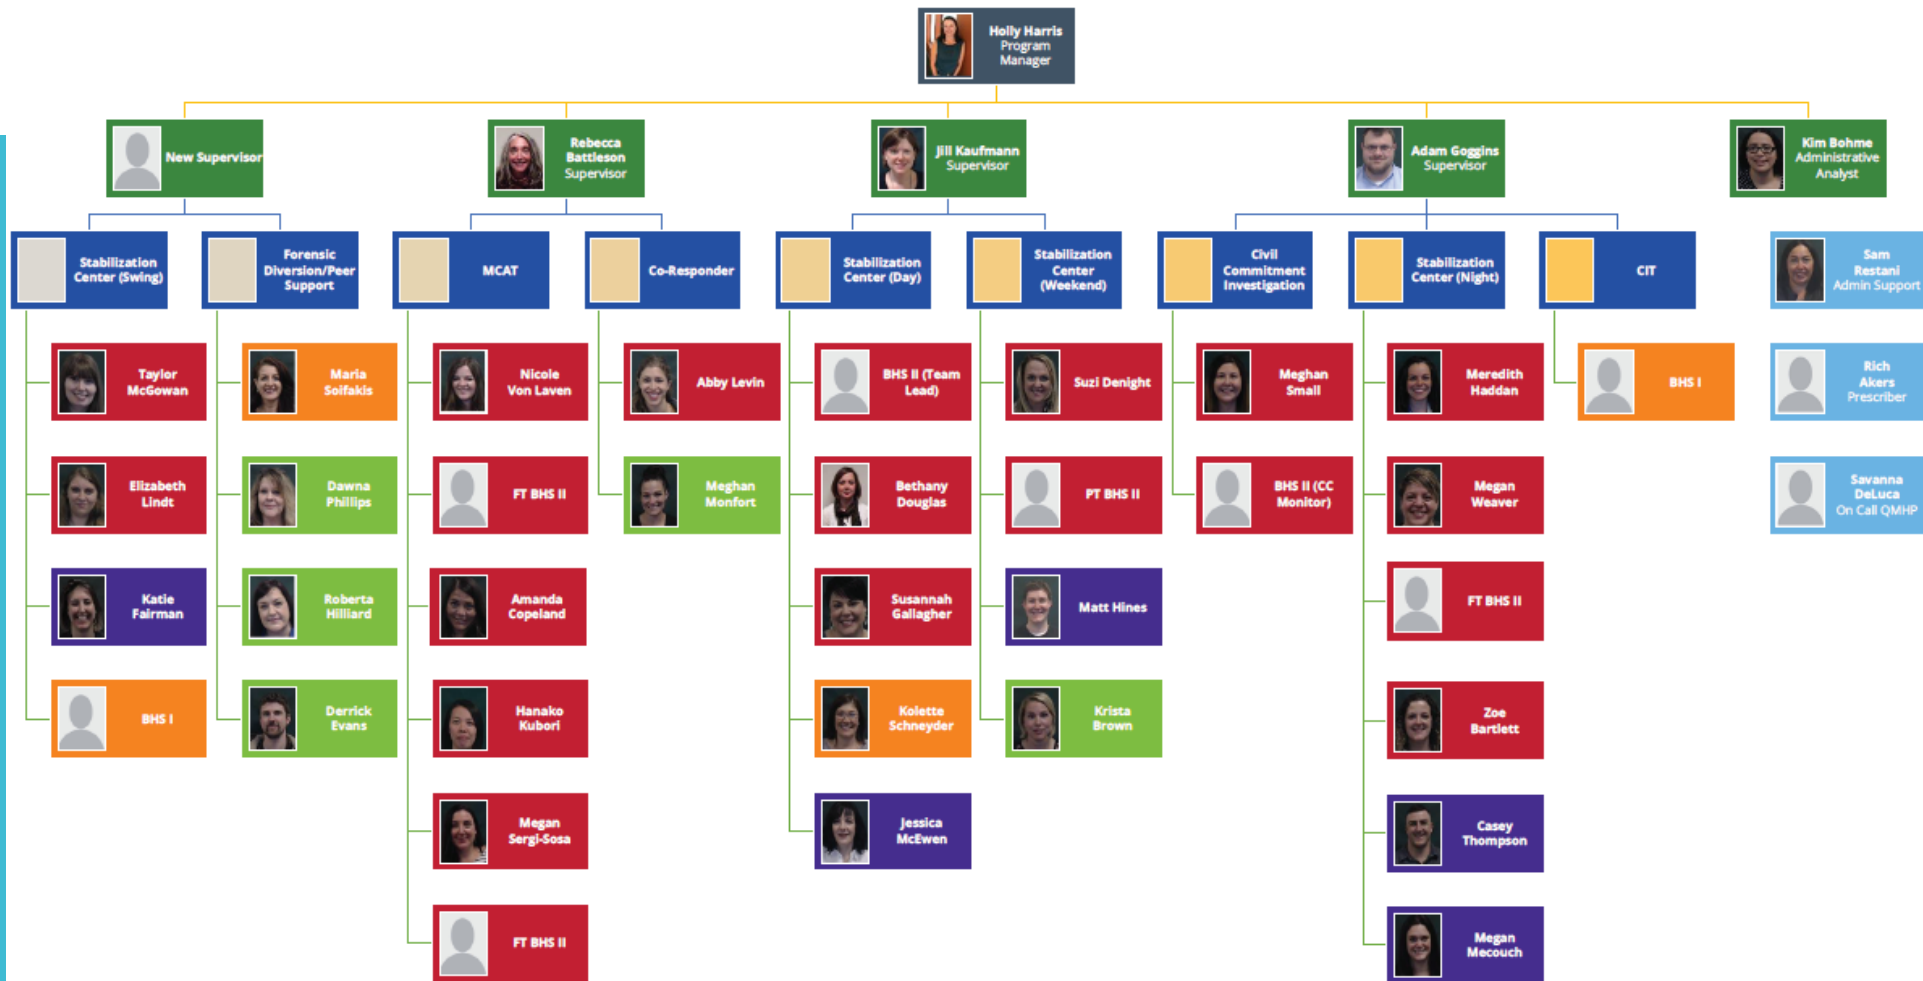 Holly Harris
Program
Manager
New Supervisor
Rebecca
Battleson
Supervisor
Jill Kaufmann
Supervisor
Adam Goggins
Supervisor
Kim Bohme
Administrative
Analyst
Stabilization
Center (Swing)
Forensic
Diversion/Peer
Support
MCAT
Co-Responder
Stabilization
Center (Day)
Stabilization
Center
(Weekend)
Civil
Commitment
Investigation
Stabilization
Center (Night)
CIT
Sam
Restani
Admin Support
Taylor
McGowan
Maria
Solfakis
Nicole
Von Laven
Abby Levin
BHS II (Team
Lead)
Suzi Denight
Meghan
Small
Meredith
Haddan
BHS I
Rich
Akers
Prescriber
Elizabeth
Lindt
Dawna
Phillips
FT BHS II
Meghan
Monfort
Bethany
Douglas
PT BHS II
BHS II (CC
Monitor)
Megan
Weaver
Savanna
DeLuca
On Call QMHP
Katie
Fairman
Roberta
Hilliard
Amanda
Copeland
Susannah
Gallagher
Matt Hines
FT BHS II
BHS I
Derrick
Evans
Hanako
Kubori
Kolette
Schneyder
Krista
Brown
Zoe
Bartlett
Megan
Sergi-Sosa
Jessica
McEwen
Casey
Thompson
FT BHS II
Megan
Mecouch